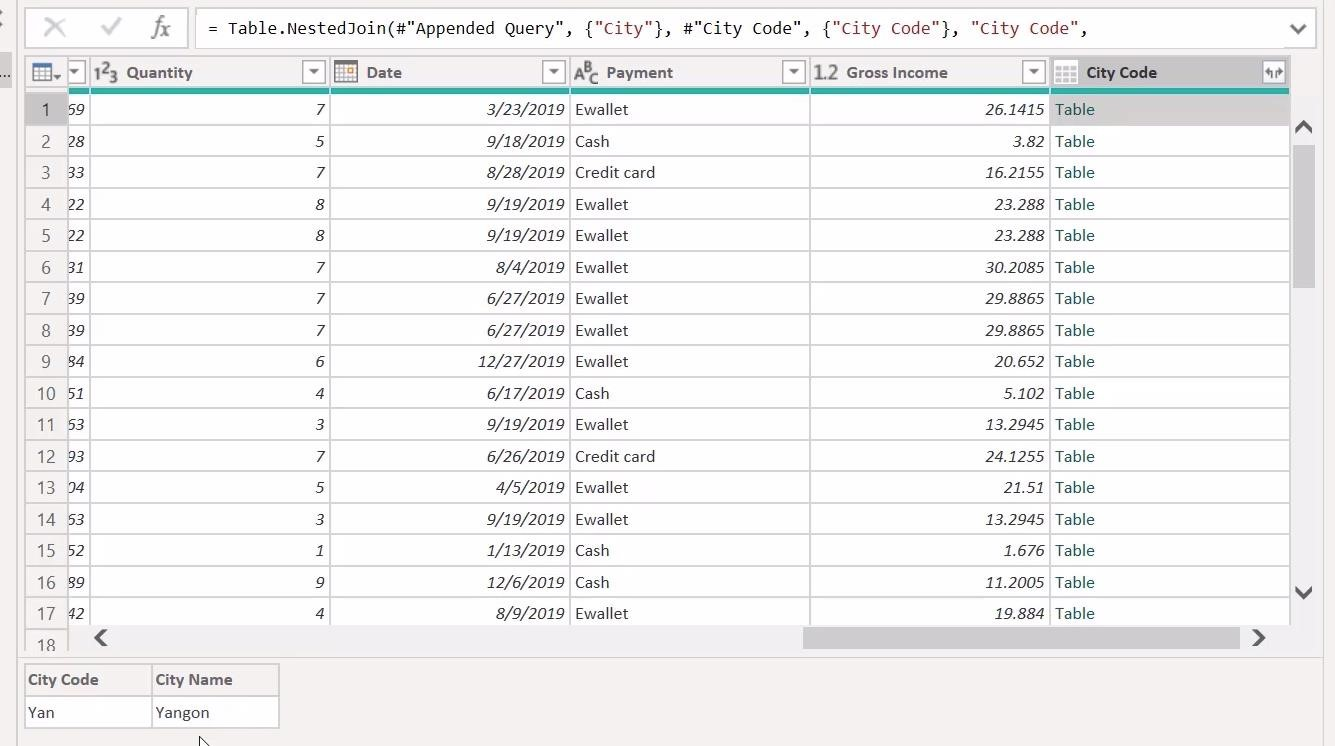 fx = Table.NestedJoin(#"Appended Query", {"City"}, #"City Code", {"City Code"}, "City Code",
1²3 Quantity Date ABC Payment 1.2 Gross Income City Code
1 59 7 3/23/2019 Ewallet 26.1415 Table
2 28 5 9/18/2019 Cash 3.82 Table
3 33 7 8/28/2019 Credit card 16.2155 Table
4 22 8 9/19/2019 Ewallet 23.288 Table
5 22 8 9/19/2019 Ewallet 23.288 Table
6 31 7 8/4/2019 Ewallet 30.2085 Table
7 39 7 6/27/2019 Ewallet 29.8865 Table
8 39 7 6/27/2019 Ewallet 29.8865 Table
9 84 6 12/27/2019 Ewallet 20.652 Table
10 51 4 6/17/2019 Cash 5.102 Table
11 63 3 9/19/2019 Ewallet 13.2945 Table
12 93 7 6/26/2019 Credit card 24.1255 Table
13 04 5 4/5/2019 Ewallet 21.51 Table
14 63 3 9/19/2019 Ewallet 13.2945 Table
15 52 1 1/13/2019 Cash 1.676 Table
16 89 9 12/6/2019 Cash 11.2005 Table
17 42 4 8/9/2019 Ewallet 19.884 Table
18
City Code City Name
Yan Yangon